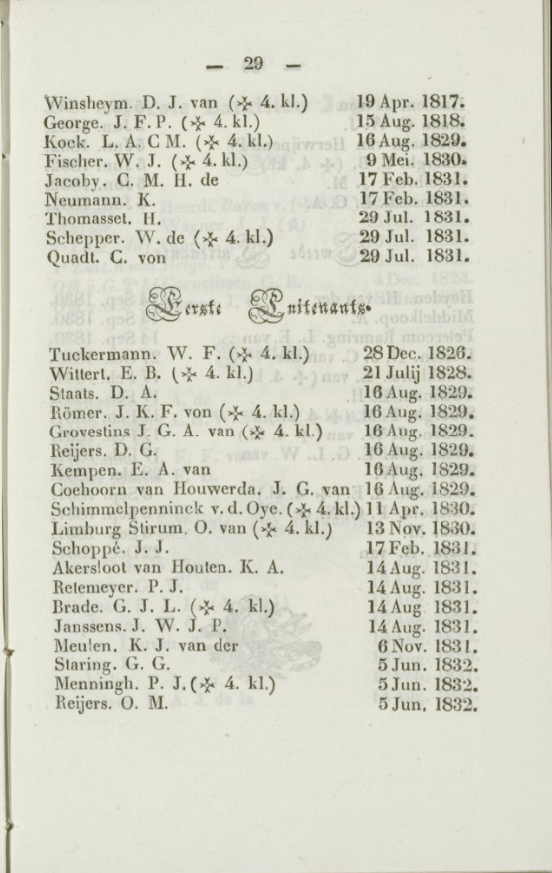 — 29 —
Winsheym. D. J. van (✠ 4. kl.) 19 Apr. 1817.
George. J. F. P. (✠ 4. kl.) 15 Aug. 1818.
Kock. L. A. C M. (✠ 4. kl.) 16 Aug. 1829.
Fischer. W. J. (✠ 4. kl.) 9 Mei. 1830.
Jacoby. C. M. H. de 17 Feb. 1831.
Neumann. K. 17 Feb. 1831.
Thomasset. H. 29 Jul. 1831.
Schepper. W. de (✠ 4. kl.) 29 Jul. 1831.
Quadt. C. von 29 Jul. 1831.
Eerste Luitenants.
Tuckermann. W. F. (✠ 4. kl.) 28 Dec. 1826.
Wittert. E. B. (✠ 4. kl.) 21 Julij 1828.
Staats. D. A. 16 Aug. 1829.
Römer. J. K. F. von (✠ 4. kl.) 16 Aug. 1829.
Grovestins J. G. A. van (✠ 4. kl.) 16 Aug. 1829.
Reijers. D. G. 16 Aug. 1829.
Kempen. E. A. van 16 Aug. 1829.
Coehoorn van Houwerda. J. G. van 16 Aug. 1829.
Schimmelpenninck v. d. Oye. (✠ 4. kl.) 11 Apr. 1830.
Limburg Stirum. O. van (✠ 4. kl.) 13 Nov. 1830.
Schoppé. J. J. 17 Feb. 1831.
Akersloot van Houten. K. A. 14 Aug. 1831.
Retemeyer. P. J. 14 Aug. 1831.
Brade. G. J. L. (✠ 4. kl.) 14 Aug 1831.
Janssens. J. W. J. P. 14 Aug. 1831.
Meulen. K. J. van der 6 Nov. 1831.
Staring. G. G. 5 Jun. 1832.
Menningh. P. J. (✠ 4. kl.) 5 Jun. 1832.
Reijers. O. M. 5 Jun. 1832.